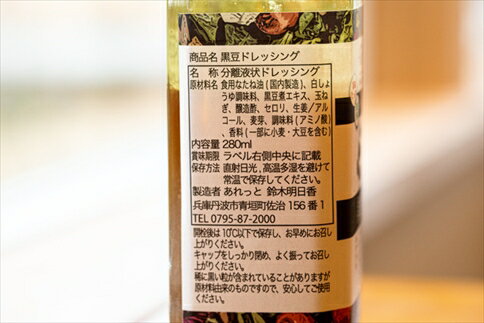 商品名 黒豆ドレッシング
名 称 分離液状ドレッシング
原材料名 食用なたね油(国内製造)、白しょ
うゆ調味料、黒豆煮エキス、玉ね
ぎ、醸造酢、セロリ、生姜/アル
コール、麦芽、調味料(アミノ酸)
、香料(一部に小麦・大豆を含む)
内容量 280ml
賞味期限 ラベル右側中央に記載
保存方法 直射日光,高温多湿を避けて
常温で保存してください。
製造者 あれっと 鈴木明日香
兵庫丹波市青垣町佐治 156 番 1
TEL 0795-87-2000
開栓後は 10℃以下で保存し、お早めにお召し
上がりください。
キャップをしっかり閉め、よく振ってお召し
上がりください。
稀に黒い粒が含まれていることがありますが
原材料由来のものですので、安心してご使用
ください。